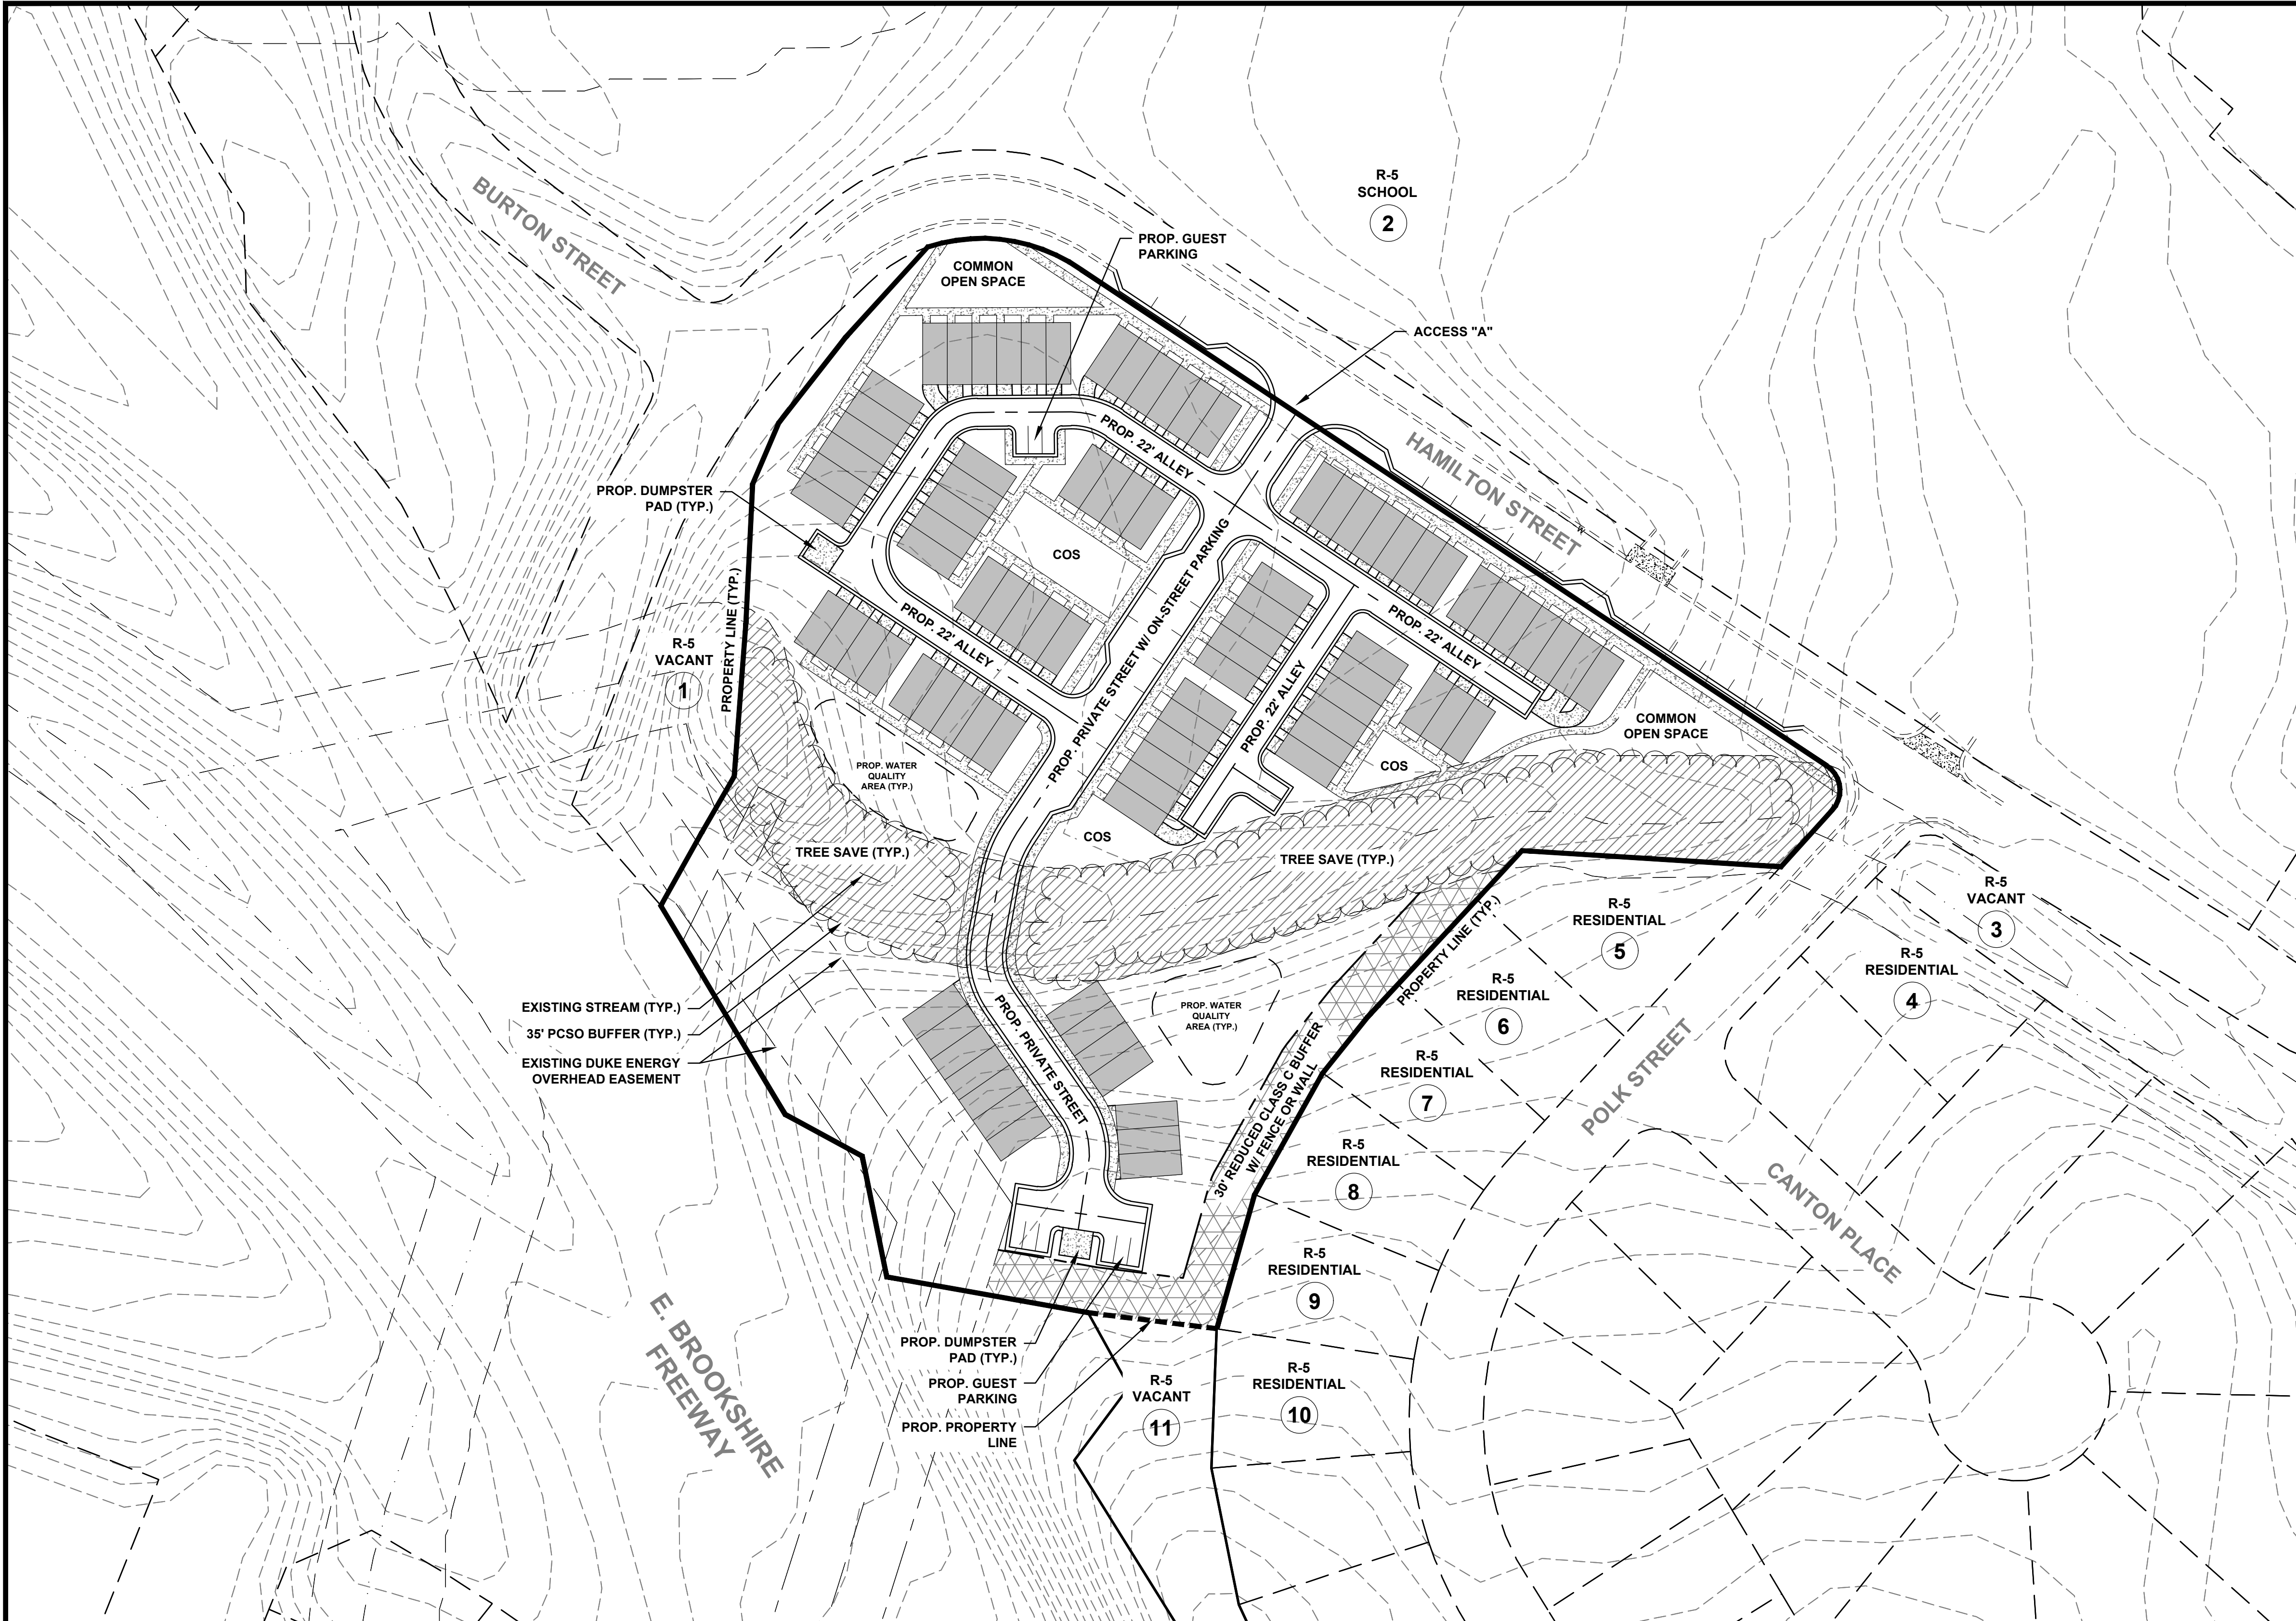 R-5
SCHOOL
2
BURTON STREET
PROP. GUEST
PARKING
COMMON
OPEN SPACE
ACCESS "A"
PROP. 22' ALLEY
HAMILTON STREET
W
PROP. DUMPSTER
PAD (TYP.)
COS
PROP. PRIVATE STREET W/ ON-STREET PARKING
PROPERTY LINE (TYP.)
PROP. 22' ALLEY
PROP. 22' ALLEY
R-5
VACANT
1
PROP. 22' ALLEY
COMMON
OPEN SPACE
PROP. WATER
QUALITY
AREA (TYP.)
COS
COS
TREE SAVE (TYP.)
TREE SAVE (TYP.)
R-5
VACANT
3
R-5
RESIDENTIAL
5
PROPERTY LINE (TYP.)
R-5
RESIDENTIAL
4
R-5
RESIDENTIAL
6
EXISTING STREAM (TYP.)
35' PCSO BUFFER (TYP.)
EXISTING DUKE ENERGY
OVERHEAD EASEMENT
PROP. PRIVATE STREET
PROP. WATER
QUALITY
AREA (TYP.)
30' REDUCED CLASS C BUFFER
W/ FENCE OR WALL
R-5
RESIDENTIAL
7
POLK STREET
R-5
RESIDENTIAL
8
CANTON PLACE
R-5
RESIDENTIAL
9
E. BROOKSHIRE
FREEWAY
PROP. DUMPSTER
PAD (TYP.)
PROP. GUEST
PARKING
PROP. PROPERTY
LINE
R-5
VACANT
11
R-5
RESIDENTIAL
10